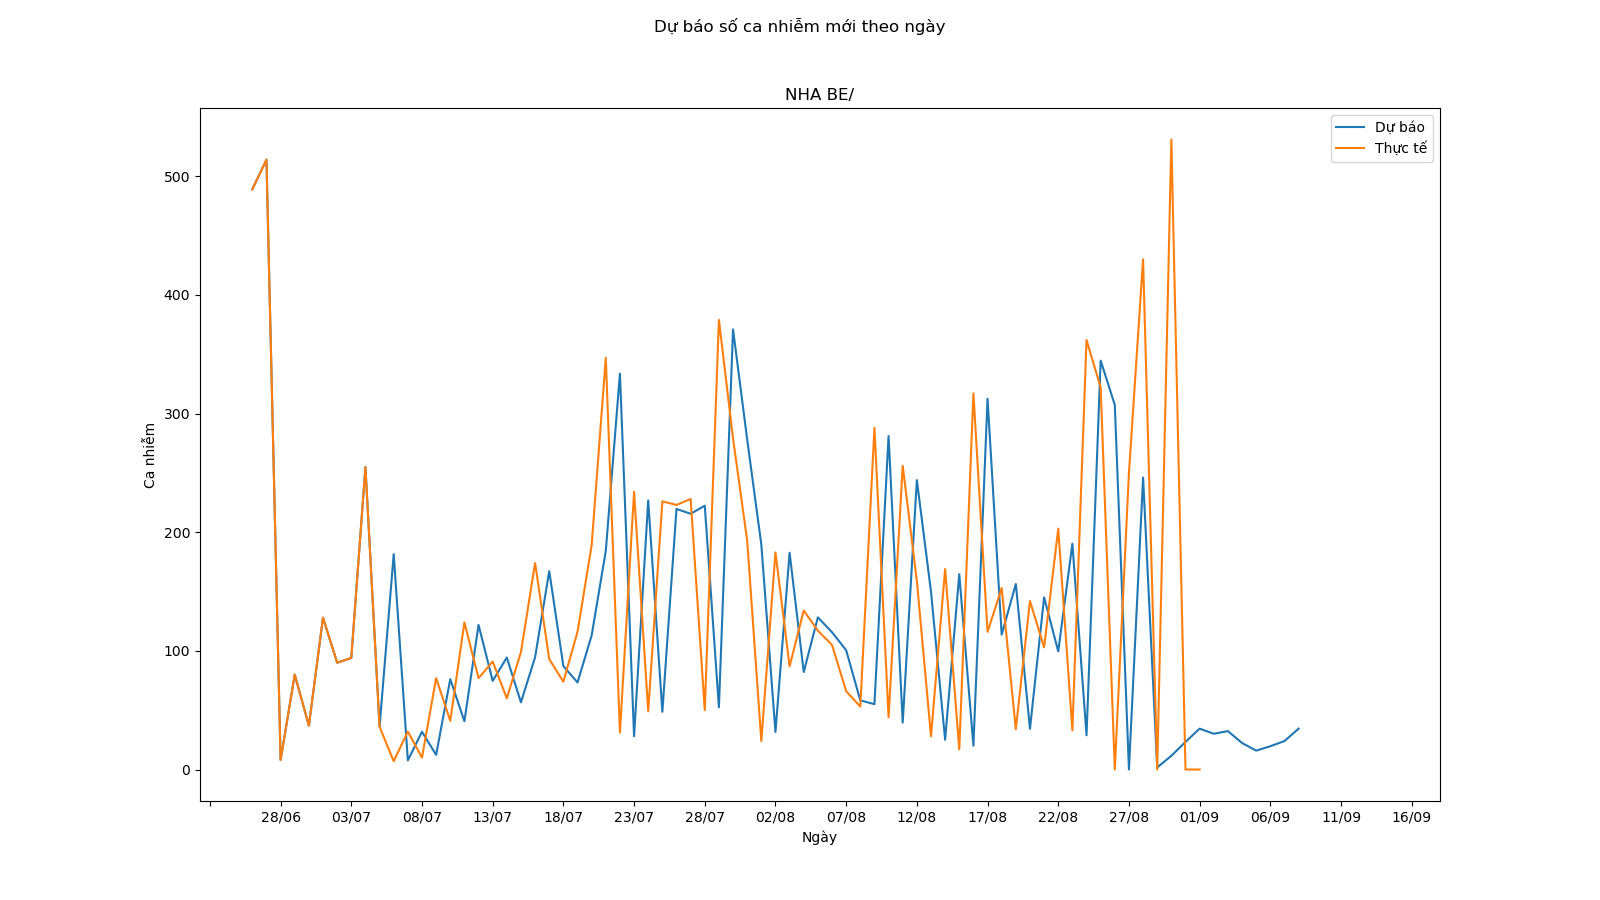 Dự báo số ca nhiễm mới theo ngày
NHA BE/
Dự báo
Thực tế
500
400
300
200
100
0
Ca nhiễm
28/06 03/07 08/07 13/07 18/07 23/07 28/07 02/08 07/08 12/08 17/08 22/08 27/08 01/09 06/09 11/09 16/09
Ngày